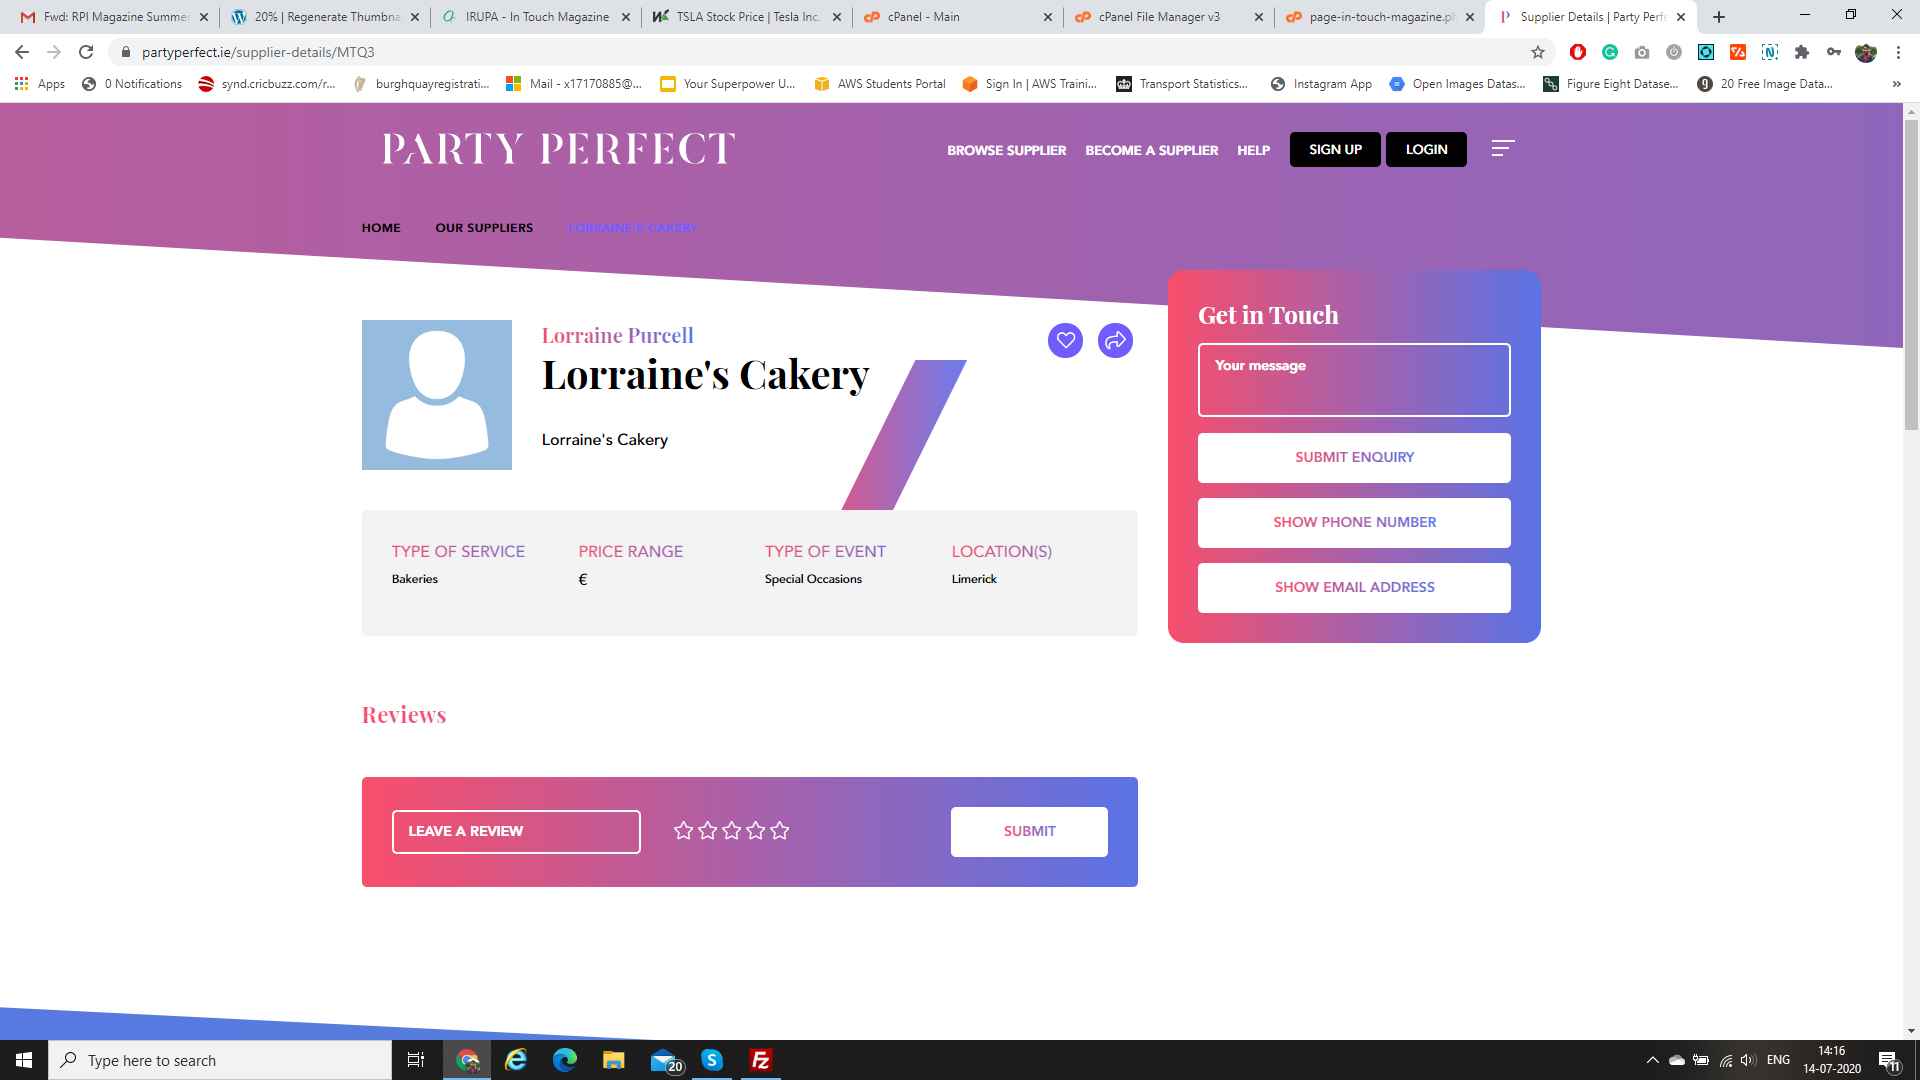 Fwd: RPI Magazine Summer
20% | Regenerate Thumbna
IRUPA - In Touch Magazine
TSLA Stock Price | Tesla Inc.
cPanel - Main
cPanel File Manager v3
page-in-touch-magazine.p
Supplier Details | Party Perf
partyperfect.ie/supplier-details/MTQ3
Apps
0 Notifications
synd.cricbuzz.com/r...
burghquayregistrati...
Mail - x17170885@...
Your Superpower U...
AWS Students Portal
Sign In | AWS Traini...
Transport Statistics...
Instagram App
Open Images Datas...
Figure Eight Datase...
20 Free Image Data...
»
PARTY PERFECT
BROWSE SUPPLIER
BECOME A SUPPLIER
HELP
SIGN UP
LOGIN
HOME
OUR SUPPLIERS
LORRAINE'S CAKERY
Lorraine Purcell
Lorraine's Cakery
Lorraine's Cakery
TYPE OF SERVICE
Bakeries
PRICE RANGE
€
TYPE OF EVENT
Special Occasions
LOCATION(S)
Limerick
Get in Touch
Your message
SUBMIT ENQUIRY
SHOW PHONE NUMBER
SHOW EMAIL ADDRESS
Reviews
LEAVE A REVIEW
SUBMIT
Type here to search
20
ENG
14:16
14-07-2020
11